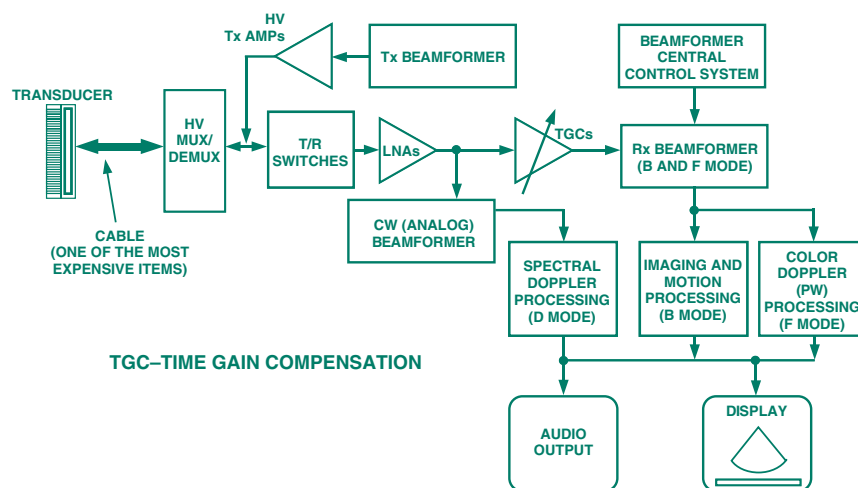 HV
Tx AMPs
Tx BEAMFORMER
BEAMFORMER
CENTRAL
CONTROL SYSTEM
TRANSDUCER
HV
MUX/
DEMUX
T/R
SWITCHES
LNAs
TGCs
Rx BEAMFORMER
(B AND F MODE)
CABLE
(ONE OF THE MOST
EXPENSIVE ITEMS)
CW (ANALOG)
BEAMFORMER
SPECTRAL
DOPPLER
PROCESSING
(D MODE)
IMAGING AND
MOTION
PROCESSING
(B MODE)
COLOR
DOPPLER
(PW)
PROCESSING
(F MODE)
TGC–TIME GAIN COMPENSATION
AUDIO
OUTPUT
DISPLAY